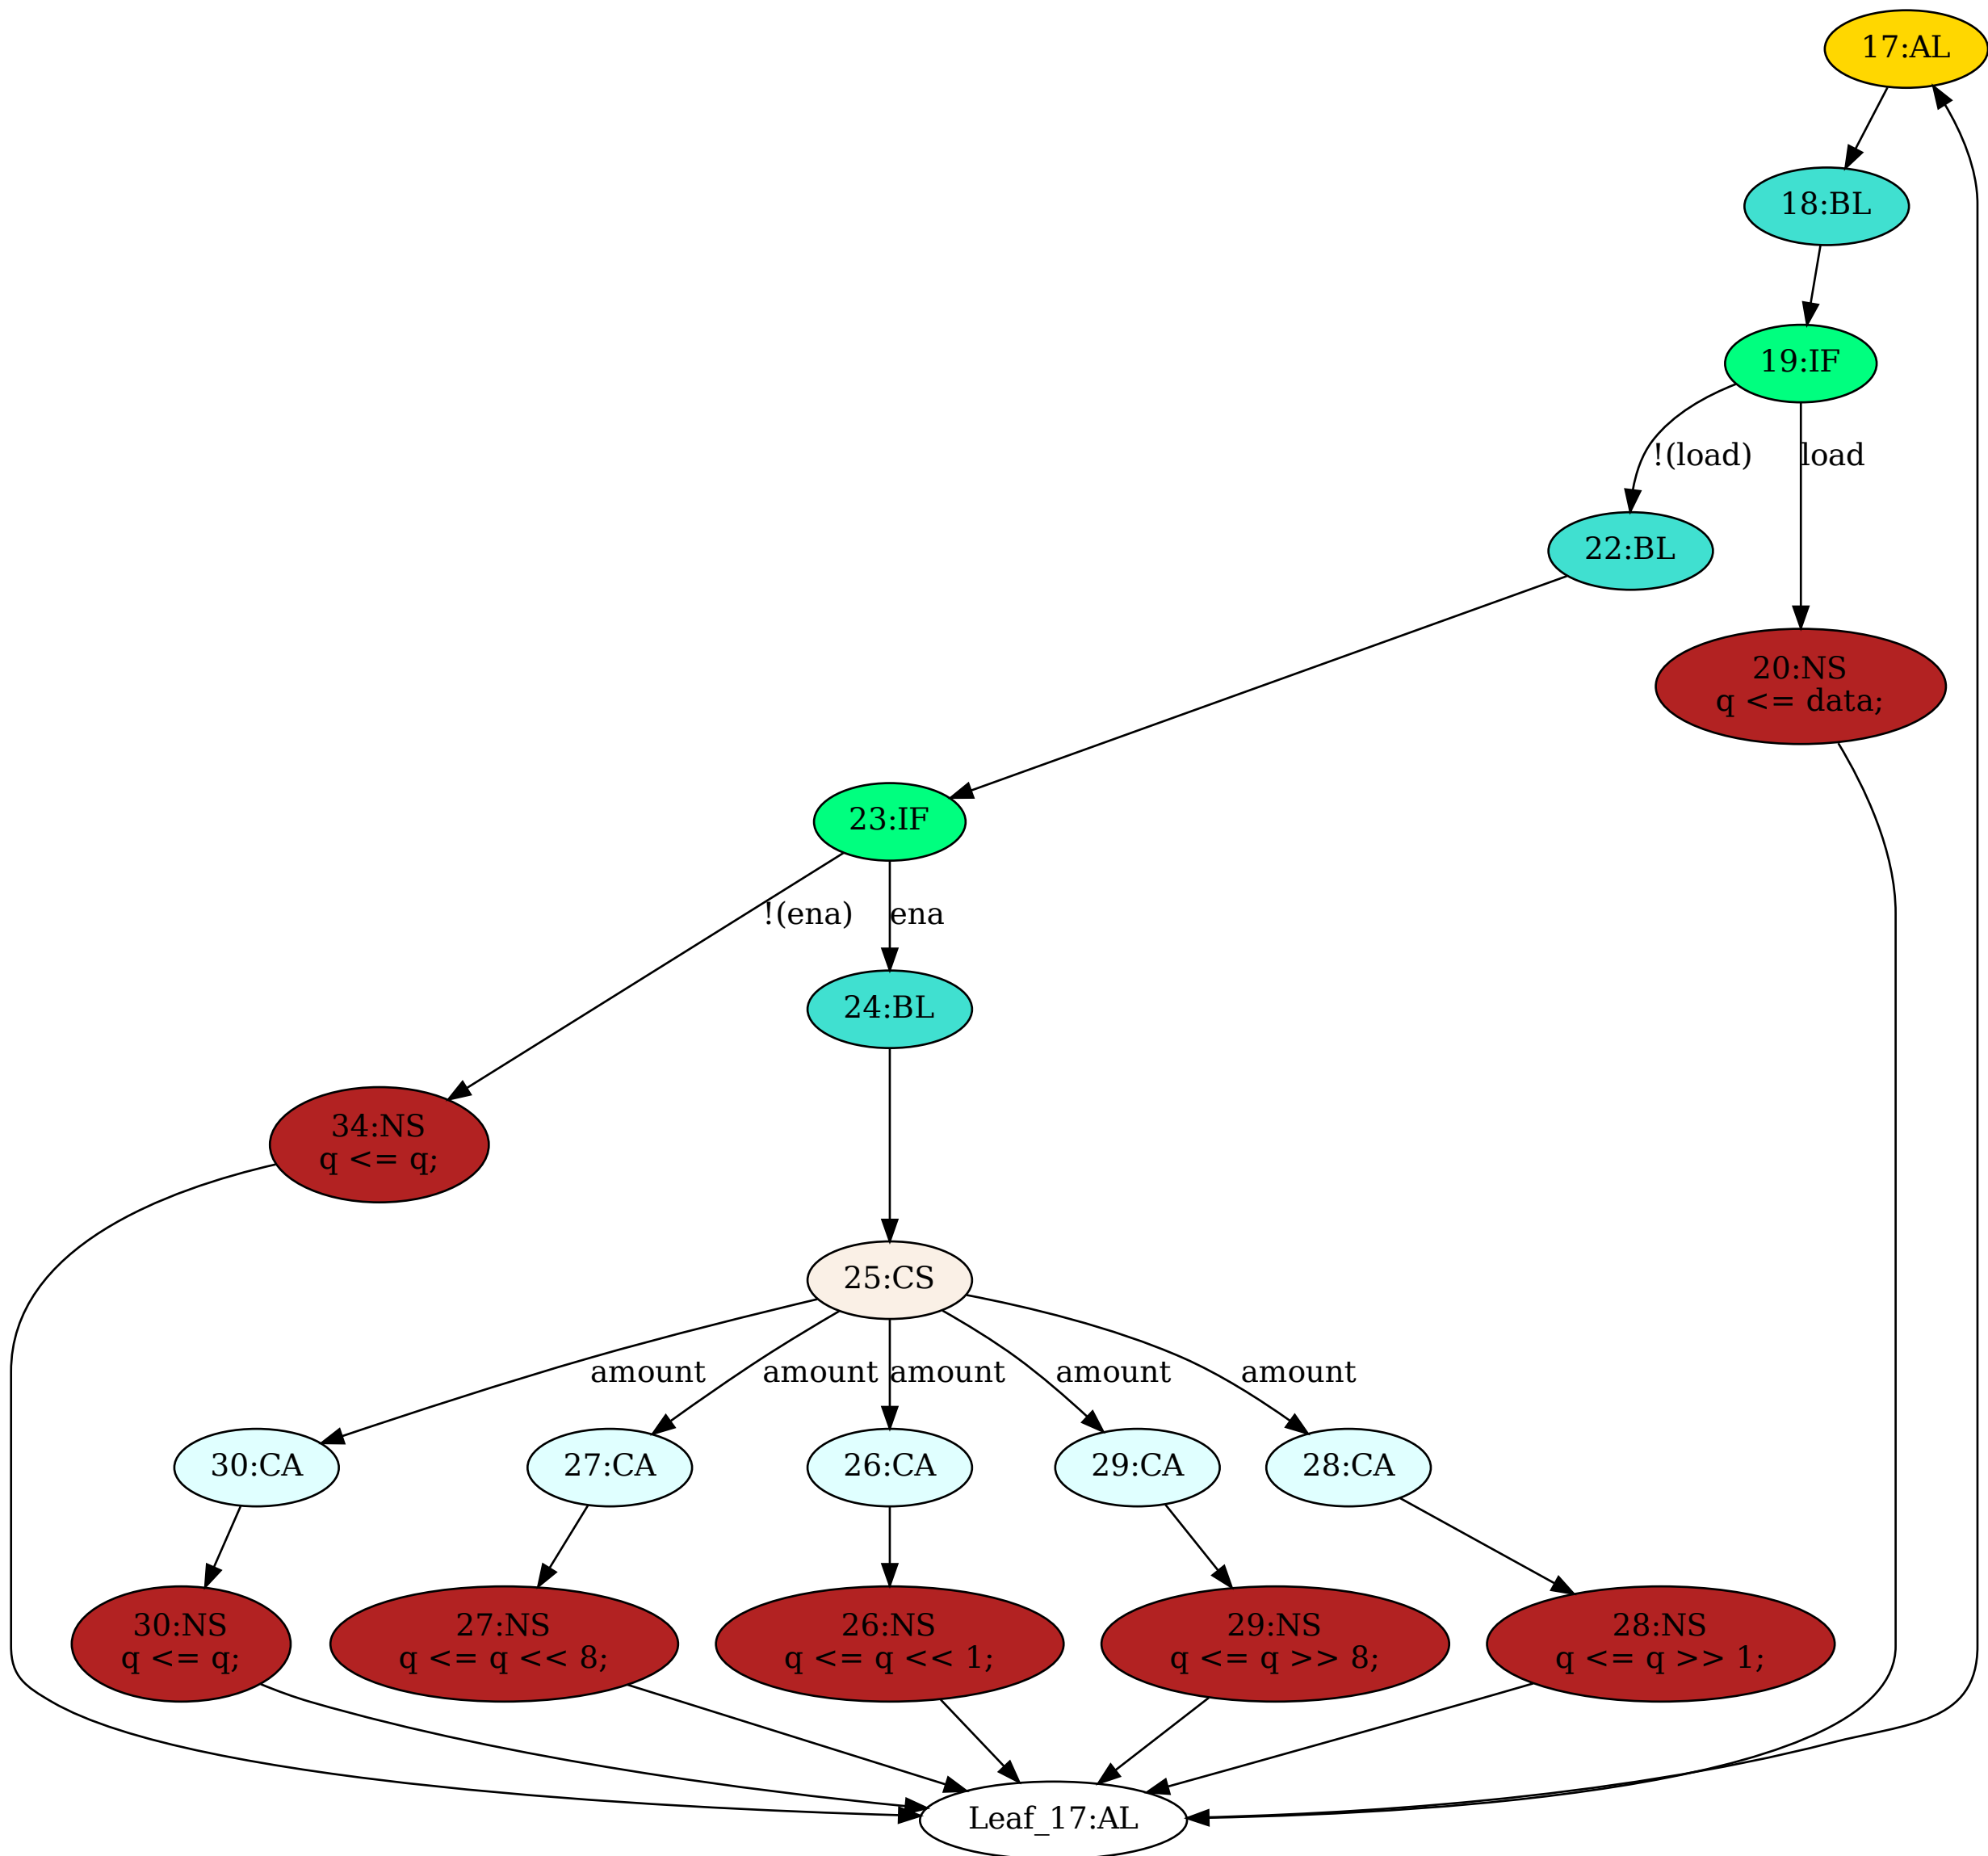 17:AL
18:BL
19:IF
!(load)
load
22:BL
20:NS
q <= data;
23:IF
!(ena)
ena
24:BL
34:NS
q <= q;
25:CS
amount
amount
amount
amount
amount
30:CA
27:CA
26:CA
29:CA
28:CA
30:NS
q <= q;
27:NS
q <= q << 8;
26:NS
q <= q << 1;
29:NS
q <= q >> 8;
28:NS
q <= q >> 1;
Leaf_17:AL